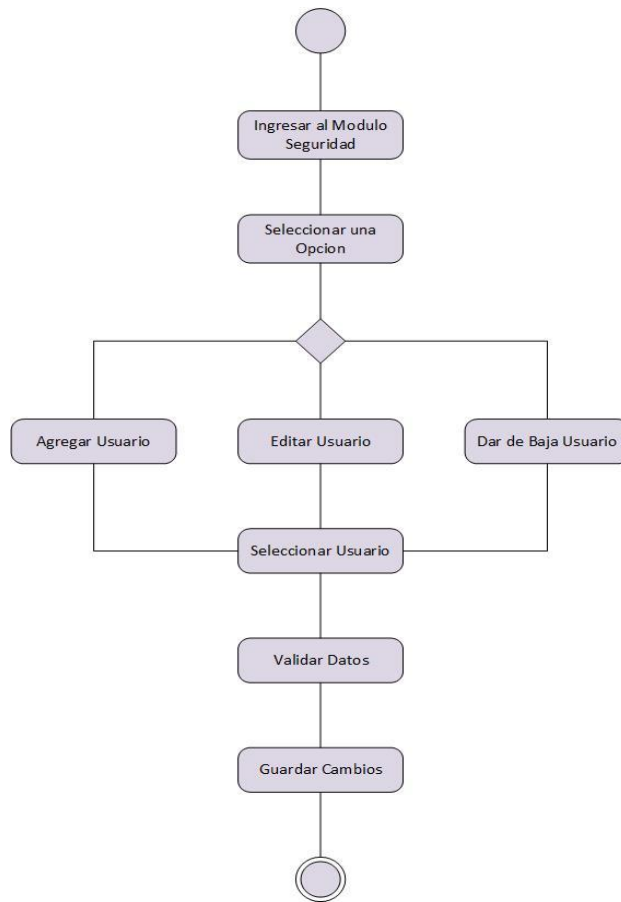 Ingresar al Modulo
Seguridad
Seleccionar una
Opcion
Agregar Usuario
Editar Usuario
Dar de Baja Usuario
Seleccionar Usuario
Validar Datos
Guardar Cambios